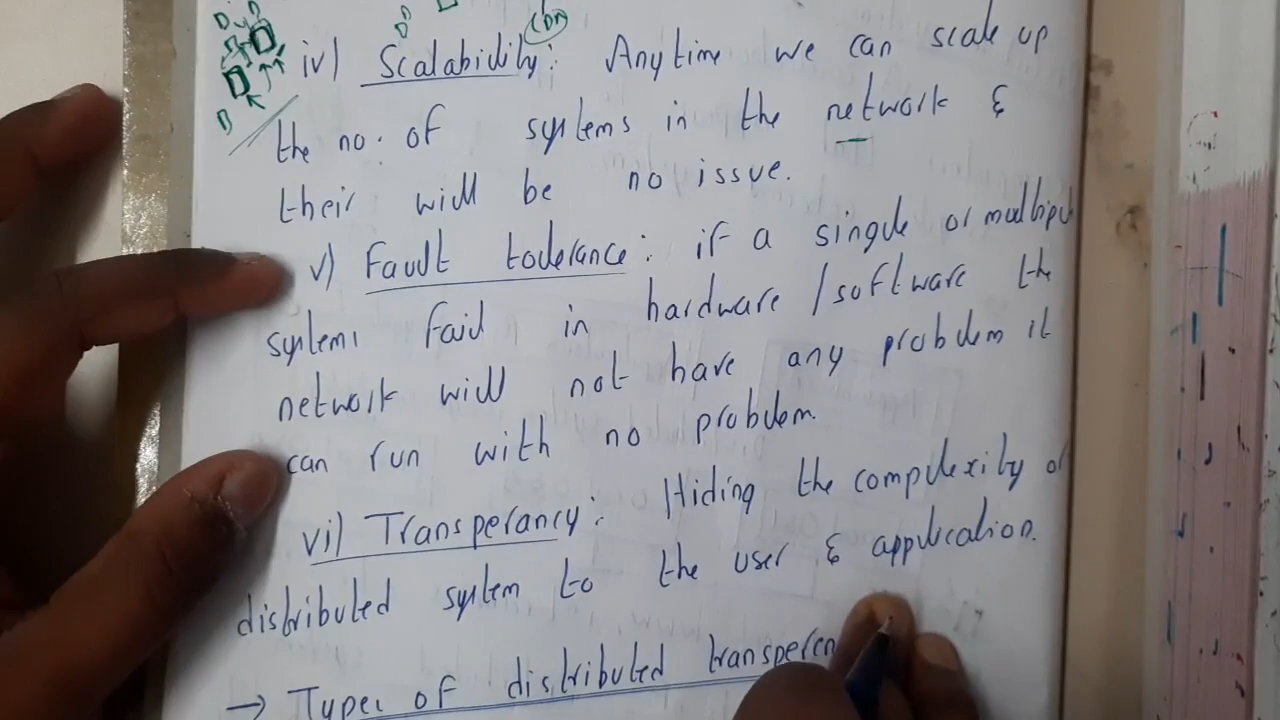 iv) Scalability: Anytime we can scale up
the no. of systems in the network &
their will be no issue.
v) Fault tolerance: if a single or multiple
systems fail in hardware/software the
network will not have any problem it
can run with no problem.
vi) Transperancy: Hiding the complexity of
distributed system to the user & application.
→ Types of distributed transperen